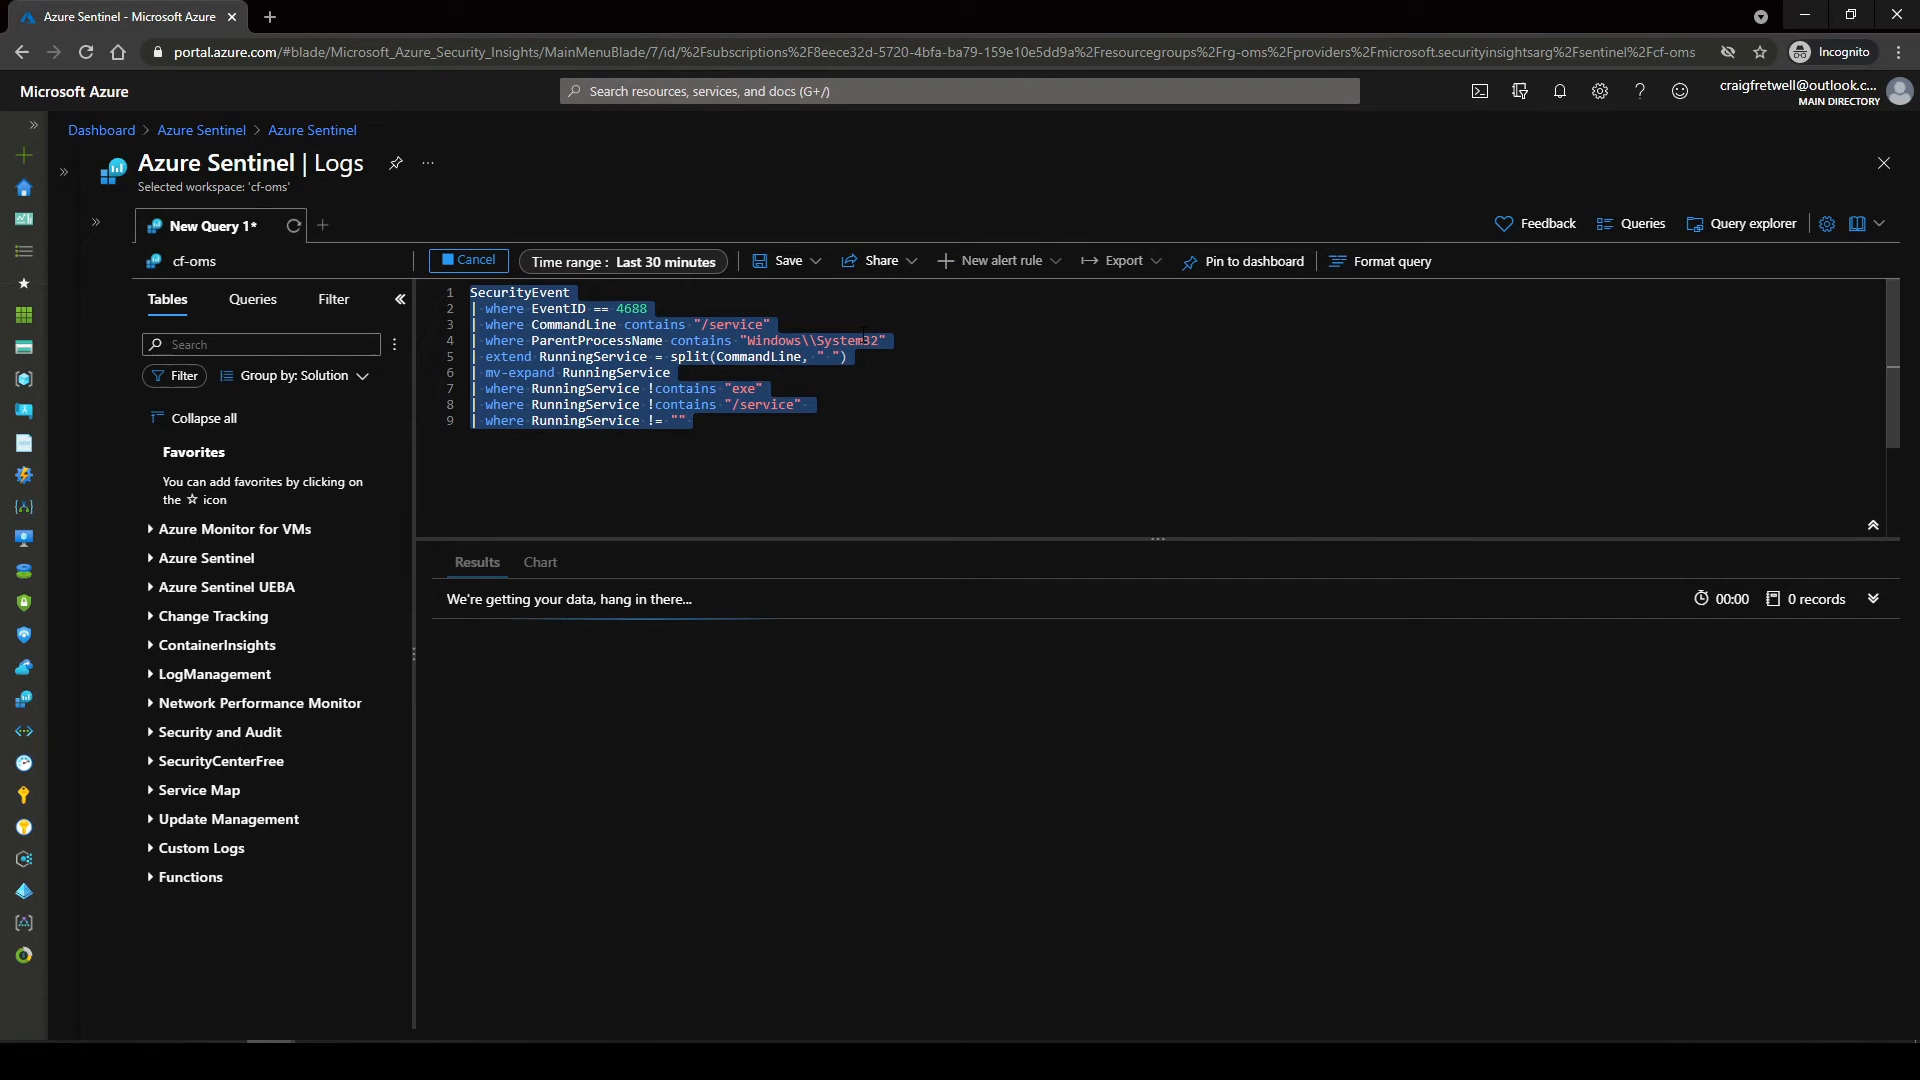 Azure Sentinel - Microsoft Azure
portal.azure.com/#blade/Microsoft_Azure_Security_Insights/MainMenuBlade/7/id/%2Fsubscriptions%2F8eece32d-5720-4bfa-ba79-159e10e5dd9a%2Fresourcegroups%2Frg-oms%2Fproviders%2Fmicrosoft.securityinsightsarg%2Fsentinel%2Fcf-oms
Incognito
Microsoft Azure
Search resources, services, and docs (G+/)
craigfretwell@outlook.c...
MAIN DIRECTORY
Dashboard > Azure Sentinel > Azure Sentinel
Azure Sentinel | Logs
Selected workspace: 'cf-oms'
New Query 1*
Feedback
Queries
Query explorer
cf-oms
Cancel
Time range : Last 30 minutes
Save
Share
New alert rule
Export
Pin to dashboard
Format query
Tables
Queries
Filter
Search
Filter
Group by: Solution
Collapse all
Favorites
You can add favorites by clicking on
the ☆ icon
Azure Monitor for VMs
Azure Sentinel
Azure Sentinel UEBA
Change Tracking
ContainerInsights
LogManagement
Network Performance Monitor
Security and Audit
SecurityCenterFree
Service Map
Update Management
Custom Logs
Functions
1 SecurityEvent
2 | where EventID == 4688
3 | where CommandLine contains "/service"
4 | where ParentProcessName contains "Windows\\System32"
5 | extend RunningService = split(CommandLine, " ")
6 | mv-expand RunningService
7 | where RunningService !contains "exe"
8 | where RunningService !contains "/service"
9 | where RunningService != ""
Results
Chart
We're getting your data, hang in there...
00:00
0 records